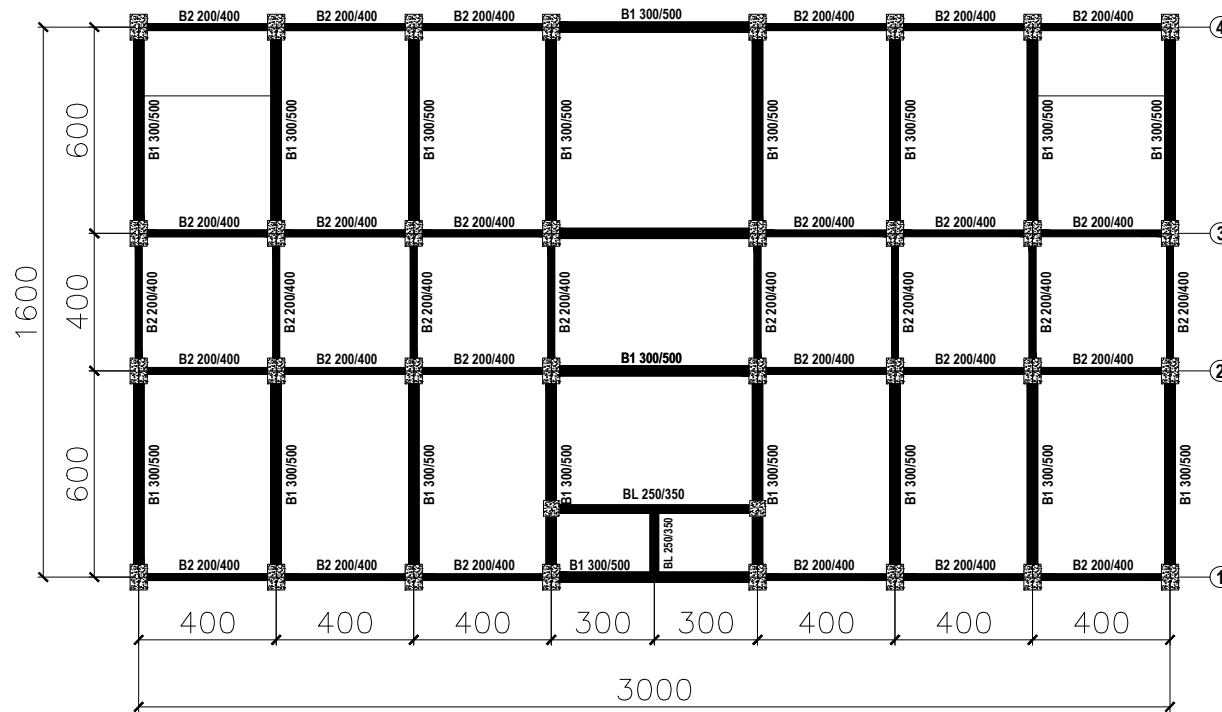 B2 200/400 B2 200/400 B2 200/400 B1 300/500 B2 200/400 B2 200/400 B2 200/400
4
600
B1 300/500 B1 300/500 B1 300/500 B1 300/500 B1 300/500 B1 300/500 B1 300/500 B1 300/500
B2 200/400 B2 200/400 B2 200/400 B2 200/400 B2 200/400 B2 200/400
3
1600
400
B2 200/400 B2 200/400 B2 200/400 B2 200/400 B2 200/400 B2 200/400 B2 200/400 B2 200/400
B2 200/400 B2 200/400 B2 200/400 B1 300/500 B2 200/400 B2 200/400 B2 200/400
2
600
B1 300/500 B1 300/500 B1 300/500 B1 300/500 B1 300/500 B1 300/500 B1 300/500 B1 300/500
BL 250/350
BL 250/350
B2 200/400 B2 200/400 B2 200/400 B1 300/500 B2 200/400 B2 200/400 B2 200/400
1
400 400 400 300 300 400 400 400
3000